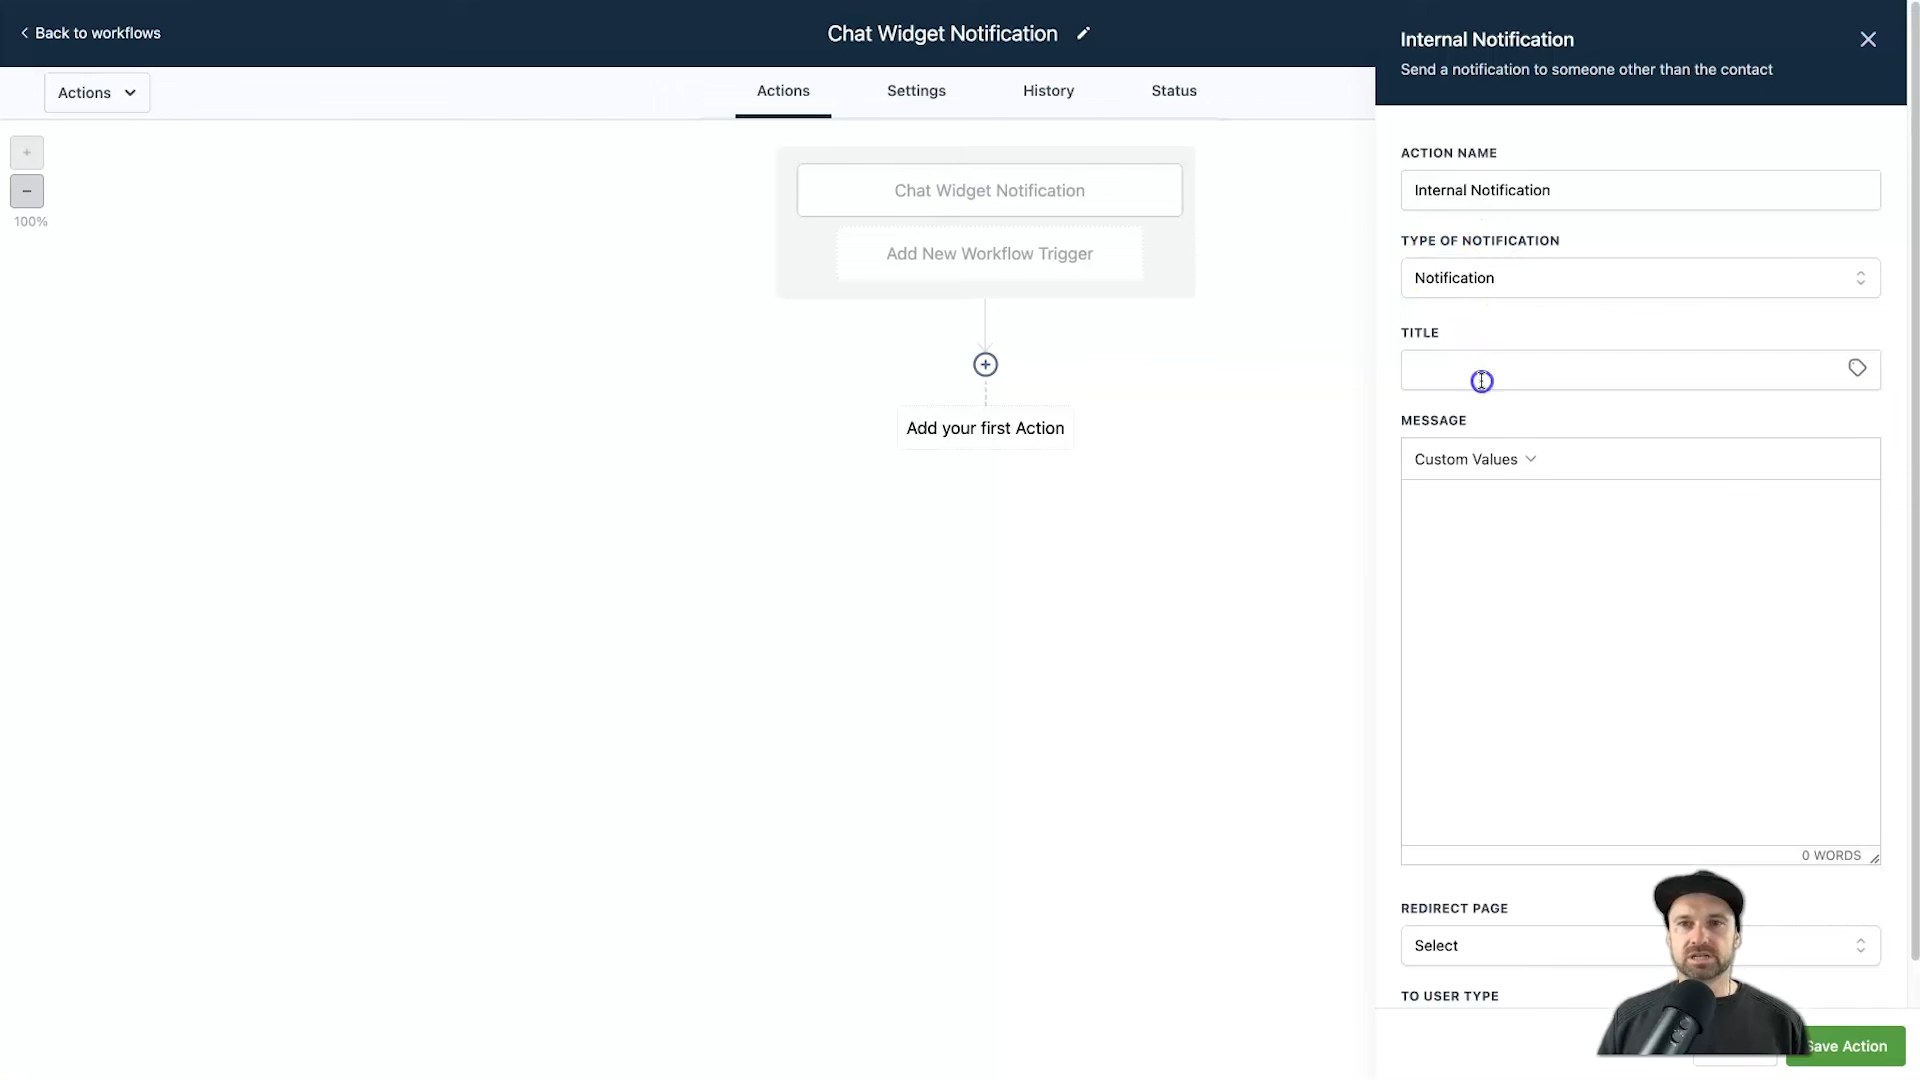 Back to workflows
Chat Widget Notification
Actions
Actions
Settings
History
Status
+
−
100%
Chat Widget Notification
Add New Workflow Trigger
Add your first Action
Internal Notification
Send a notification to someone other than the contact
ACTION NAME
Internal Notification
TYPE OF NOTIFICATION
Notification
TITLE
MESSAGE
Custom Values
0 WORDS
REDIRECT PAGE
Select
TO USER TYPE
Save Action